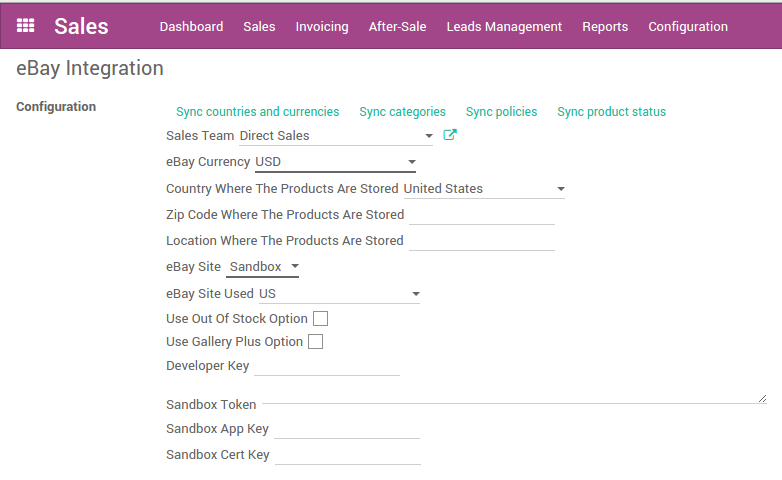 Sales Dashboard Sales Invoicing After-Sale Leads Management Reports Configuration
eBay Integration
Configuration Sync countries and currencies Sync categories Sync policies Sync product status
Sales Team Direct Sales
eBay Currency USD
Country Where The Products Are Stored United States
Zip Code Where The Products Are Stored
Location Where The Products Are Stored
eBay Site Sandbox
eBay Site Used US
Use Out Of Stock Option
Use Gallery Plus Option
Developer Key
Sandbox Token
Sandbox App Key
Sandbox Cert Key